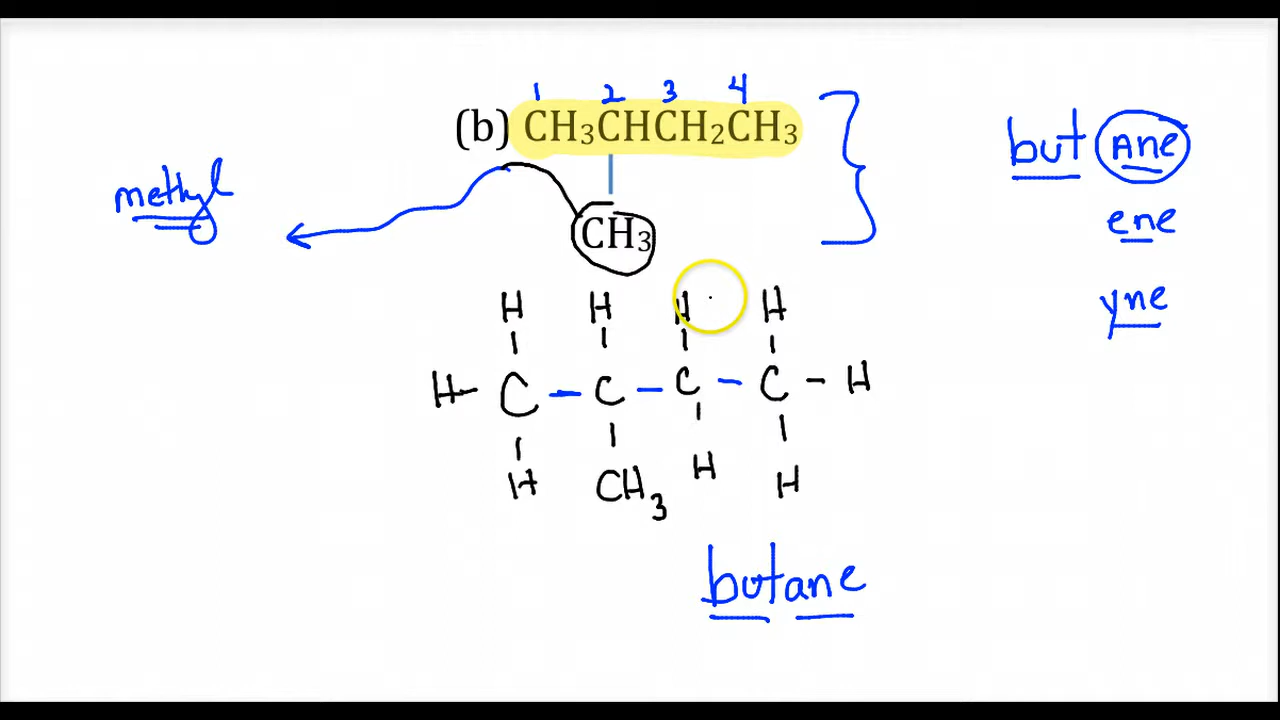 1 2 3 4
(b) CH₃CHCH₂CH₃
CH₃
methyl
but Ane
ene
yne
H H H H
H - C - C - C - C - H
H CH₃ H H
butane